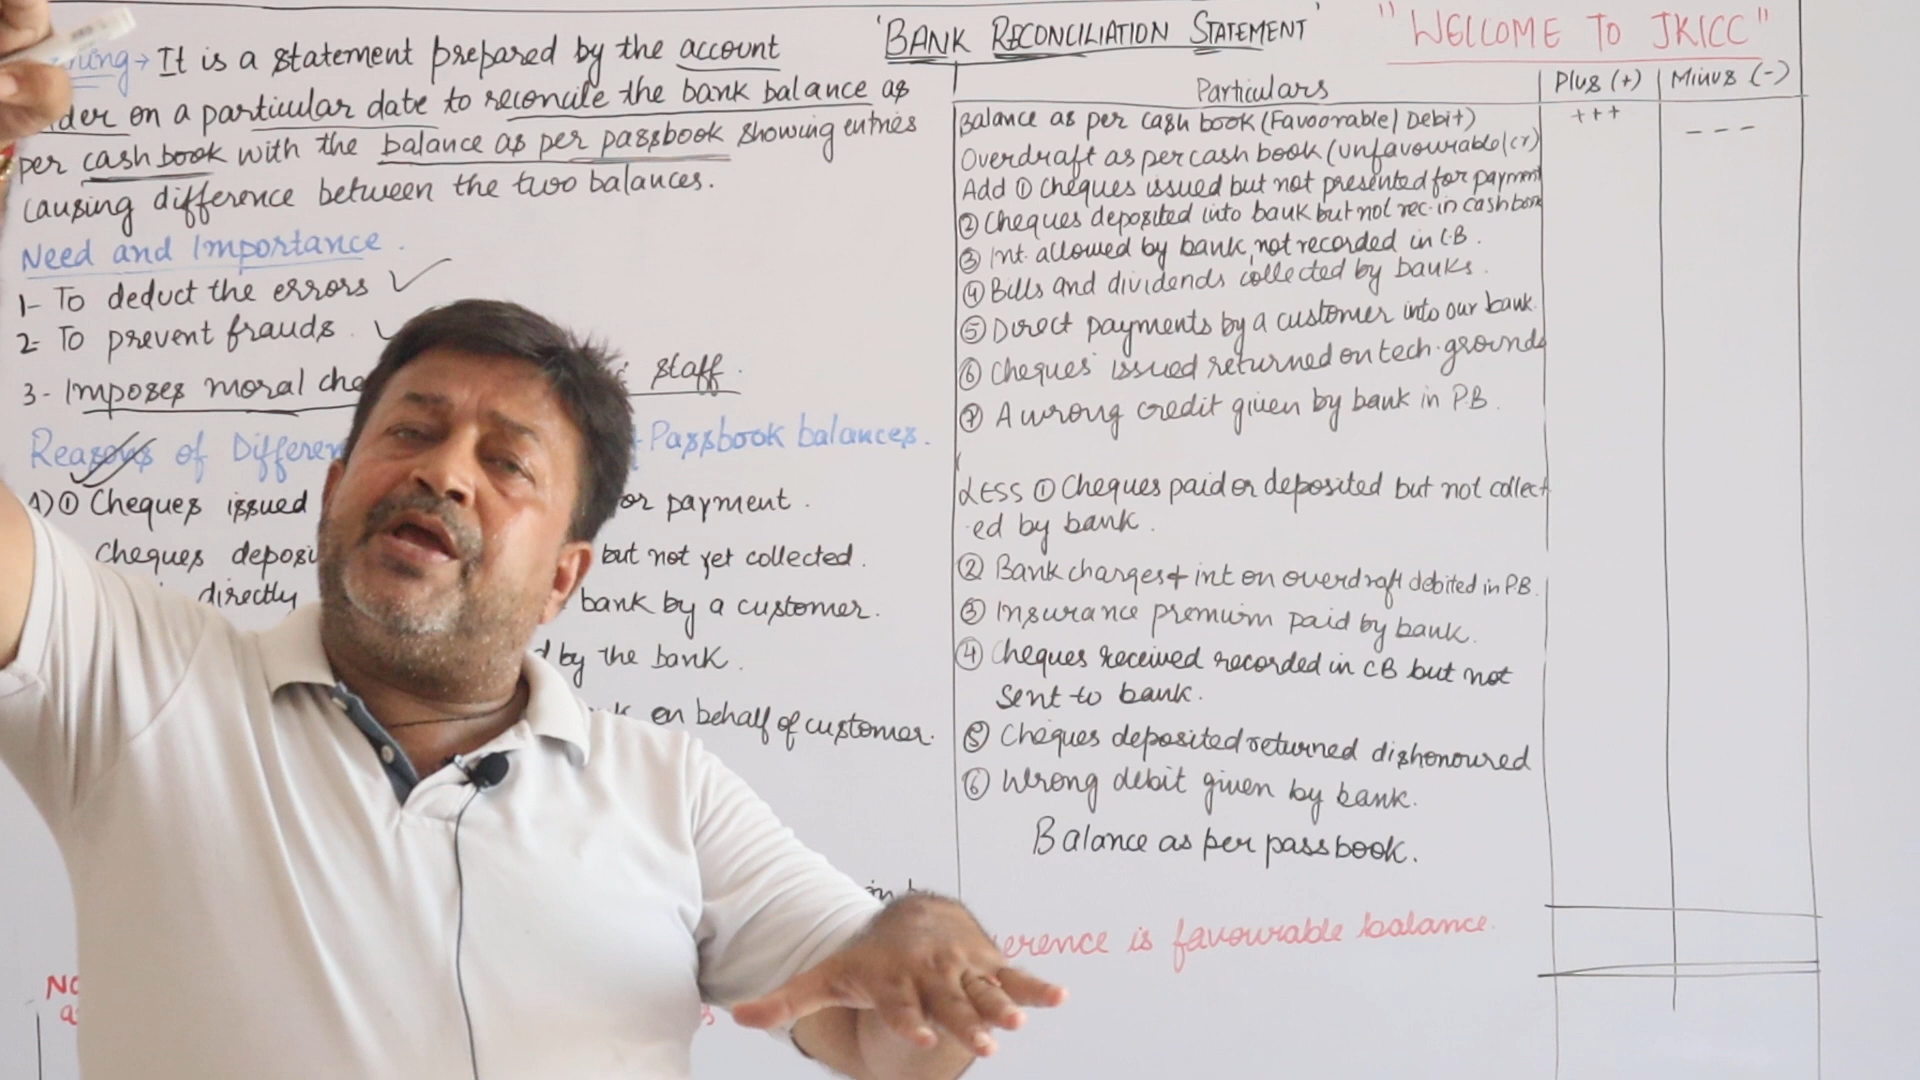 'BANK RECONCILIATION STATEMENT'
"WELCOME TO JKICC"
→ It is a statement prepared by the account
on a particular date to reconcile the bank balance as
per cash book with the balance as per passbook showing entries
causing difference between the two balances.
Need and Importance.
1- To deduct the errors
2- To prevent frauds.
3- Imposes moral staff.
Reasons of Passbook balances.
A) ① Cheques issued or payment.
Cheques but not yet collected.
directly bank by a customer.
by the bank.
on behalf of customer.
Particulars
Plus (+)
Minus (-)
Balance as per cash book (Favoorable/Debit)
+++
Overdraft as per cash book (unfavourable/cr)
---
Add ① Cheques issued but not presented for payment
② Cheques deposited into bank but not rec. in cash book
③ Int. allowed by bank, not recorded in C.B.
④ Bills and dividends collected by banks.
⑤ Direct payments by a customer into our bank.
⑥ Cheques issued returned on tech. grounds
⑦ A wrong credit given by bank in P.B.
LESS ① Cheques paid or deposited but not collect
ed by bank.
② Bank charges + int on overdraft debited in P.B.
③ Insurance premium paid by bank.
④ Cheques received recorded in CB but not
sent to bank.
⑤ Cheques deposited returned dishonoured
⑥ Wrong debit given by bank.
Balance as per passbook.
is favourable balance.